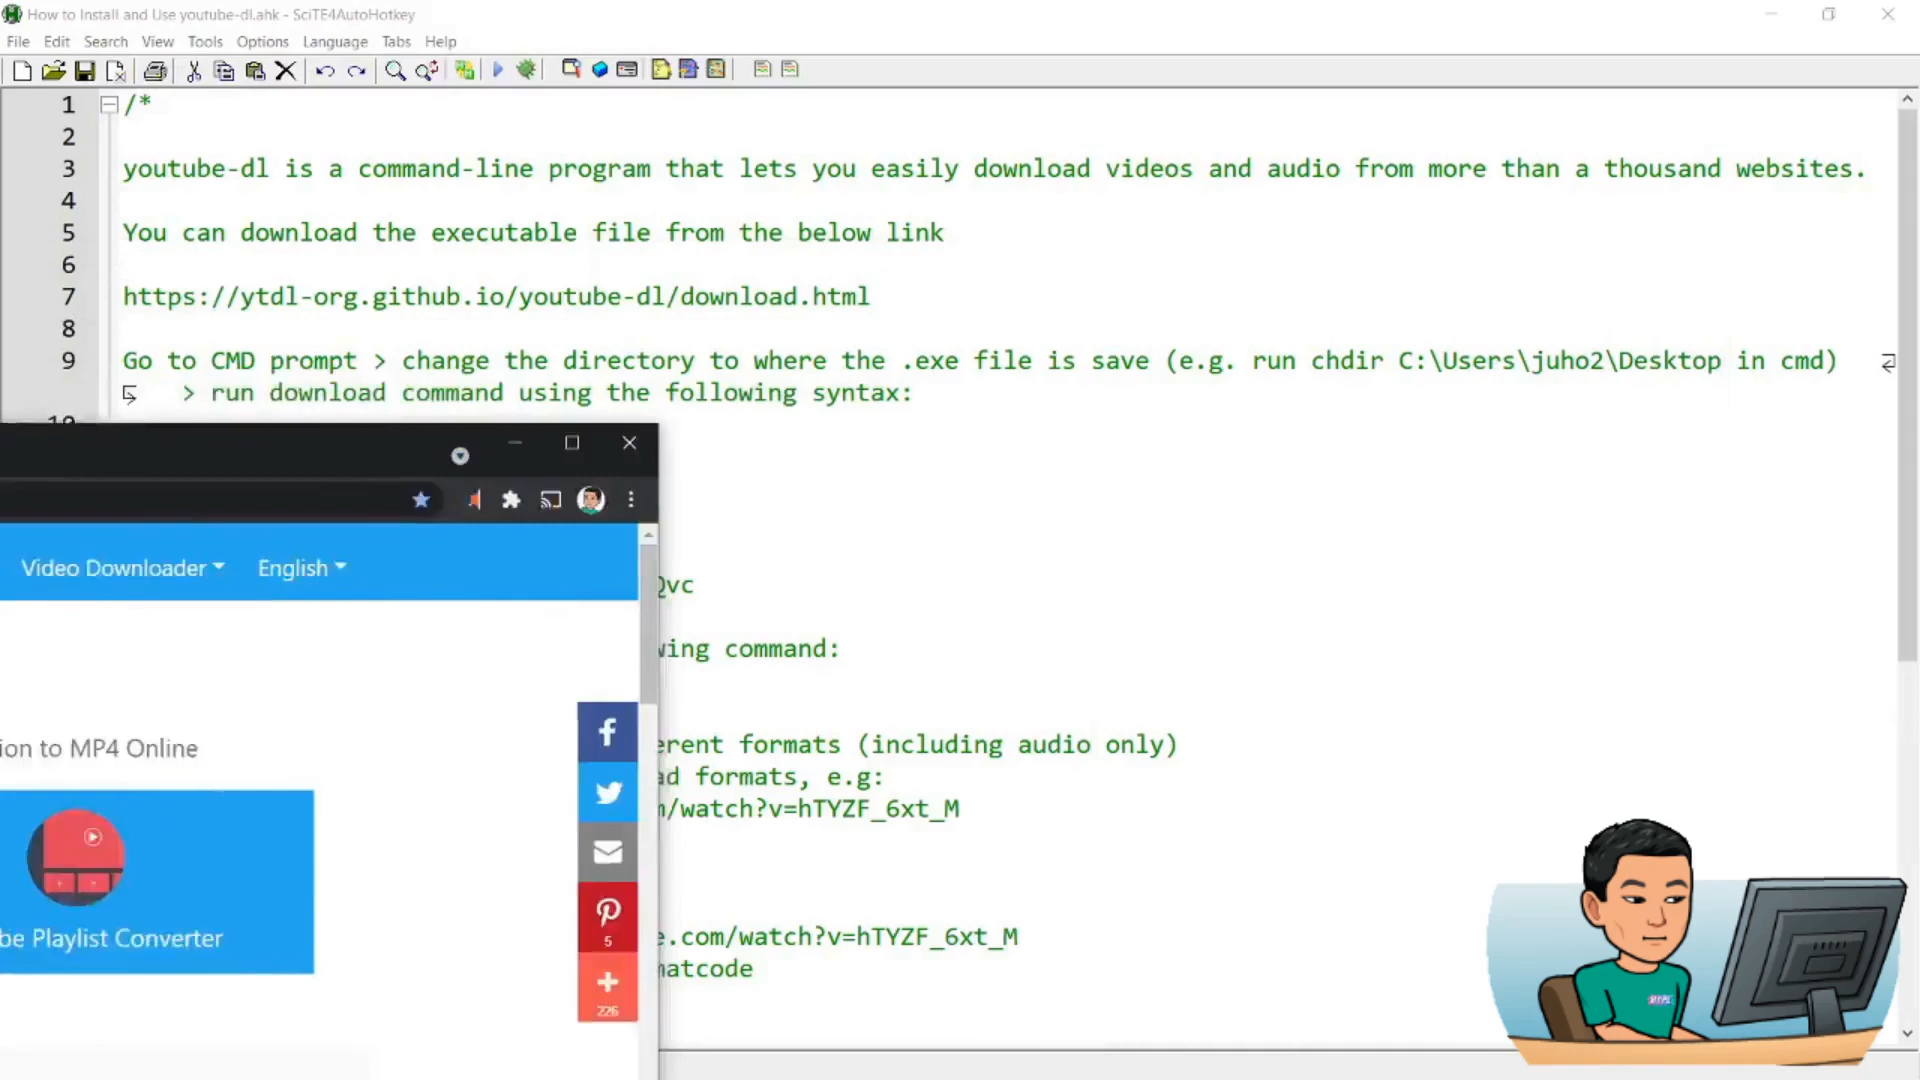 How to Install and Use youtube-dl.ahk - SciTE4AutoHotkey
File Edit Search View Tools Options Language Tabs Help
1 /*
2
3 youtube-dl is a command-line program that lets you easily download videos and audio from more than a thousand websites.
4
5 You can download the executable file from the below link
6
7 https://ytdl-org.github.io/youtube-dl/download.html
8
9 Go to CMD prompt > change the directory to where the .exe file is save (e.g. run chdir C:\Users\juho2\Desktop in cmd)
> run download command using the following syntax:
10
Video Downloader English
Qvc
wing command:
ion to MP4 Online
erent formats (including audio only)
ad formats, e.g:
m/watch?v=hTYZF_6xt_M
be Playlist Converter
5
e.com/watch?v=hTYZF_6xt_M
matcode
226